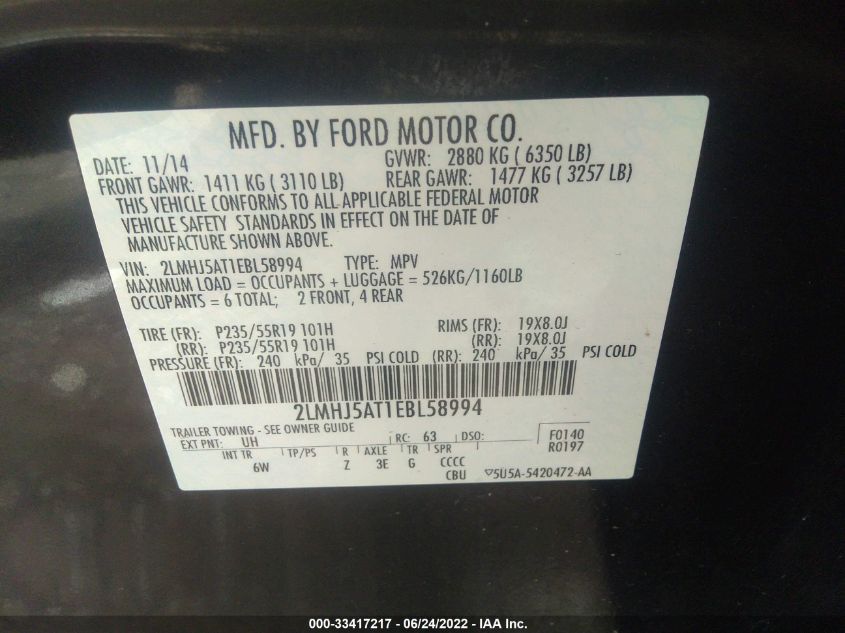 MFD. BY FORD MOTOR CO.
DATE: 11/14 GVWR: 2880 KG ( 6350 LB)
FRONT GAWR: 1411 KG ( 3110 LB) REAR GAWR: 1477 KG ( 3257 LB)
THIS VEHICLE CONFORMS TO ALL APPLICABLE FEDERAL MOTOR
VEHICLE SAFETY STANDARDS IN EFFECT ON THE DATE OF
MANUFACTURE SHOWN ABOVE.
VIN: 2LMHJ5AT1EBL58994 TYPE: MPV
MAXIMUM LOAD = OCCUPANTS + LUGGAGE = 526KG/1160LB
OCCUPANTS = 6 TOTAL; 2 FRONT, 4 REAR
TIRE (FR): P235/55R19 101H RIMS (FR): 19X8.0J
(RR): P235/55R19 101H (RR): 19X8.0J
PRESSURE (FR): 240 kPa/ 35 PSI COLD (RR): 240 kPa/ 35 PSI COLD
2LMHJ5AT1EBL58994
TRAILER TOWING - SEE OWNER GUIDE
EXT PNT: UH RC: 63 DSO: F0140
R0197
INT TR TP/PS R AXLE TR SPR
6W Z 3E G CCCC
CBU 5U5A-5420472-AA
000-33417217 - 06/24/2022 - IAA Inc.